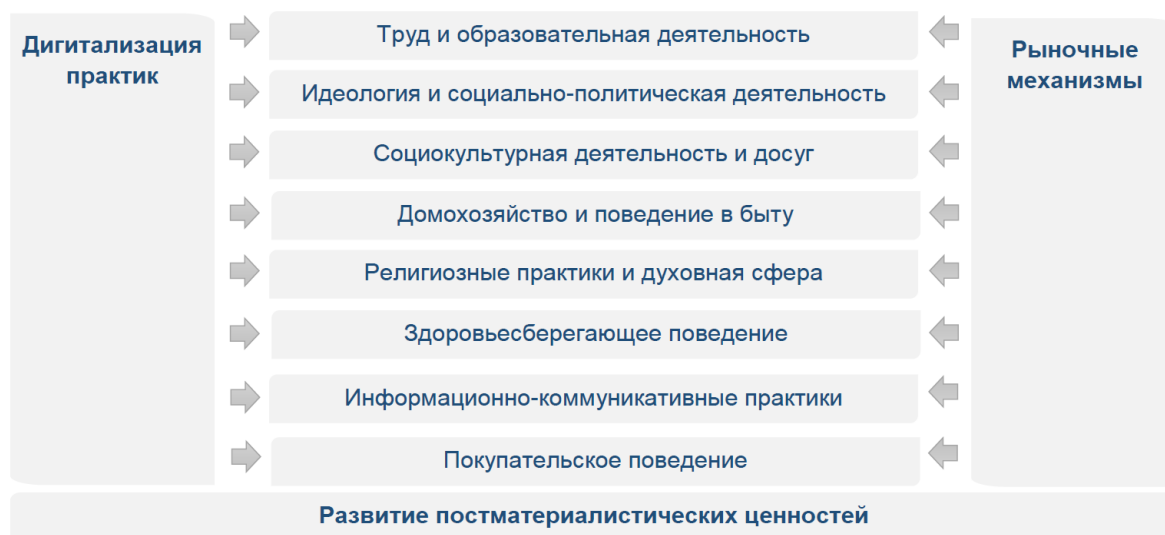 Дигитализация
практик
Труд и образовательная деятельность
Идеология и социально-политическая деятельность
Социокультурная деятельность и досуг
Домохозяйство и поведение в быту
Религиозные практики и духовная сфера
Здоровьесберегающее поведение
Информационно-коммуникативные практики
Покупательское поведение
Рыночные
механизмы
Развитие постматериалистических ценностей